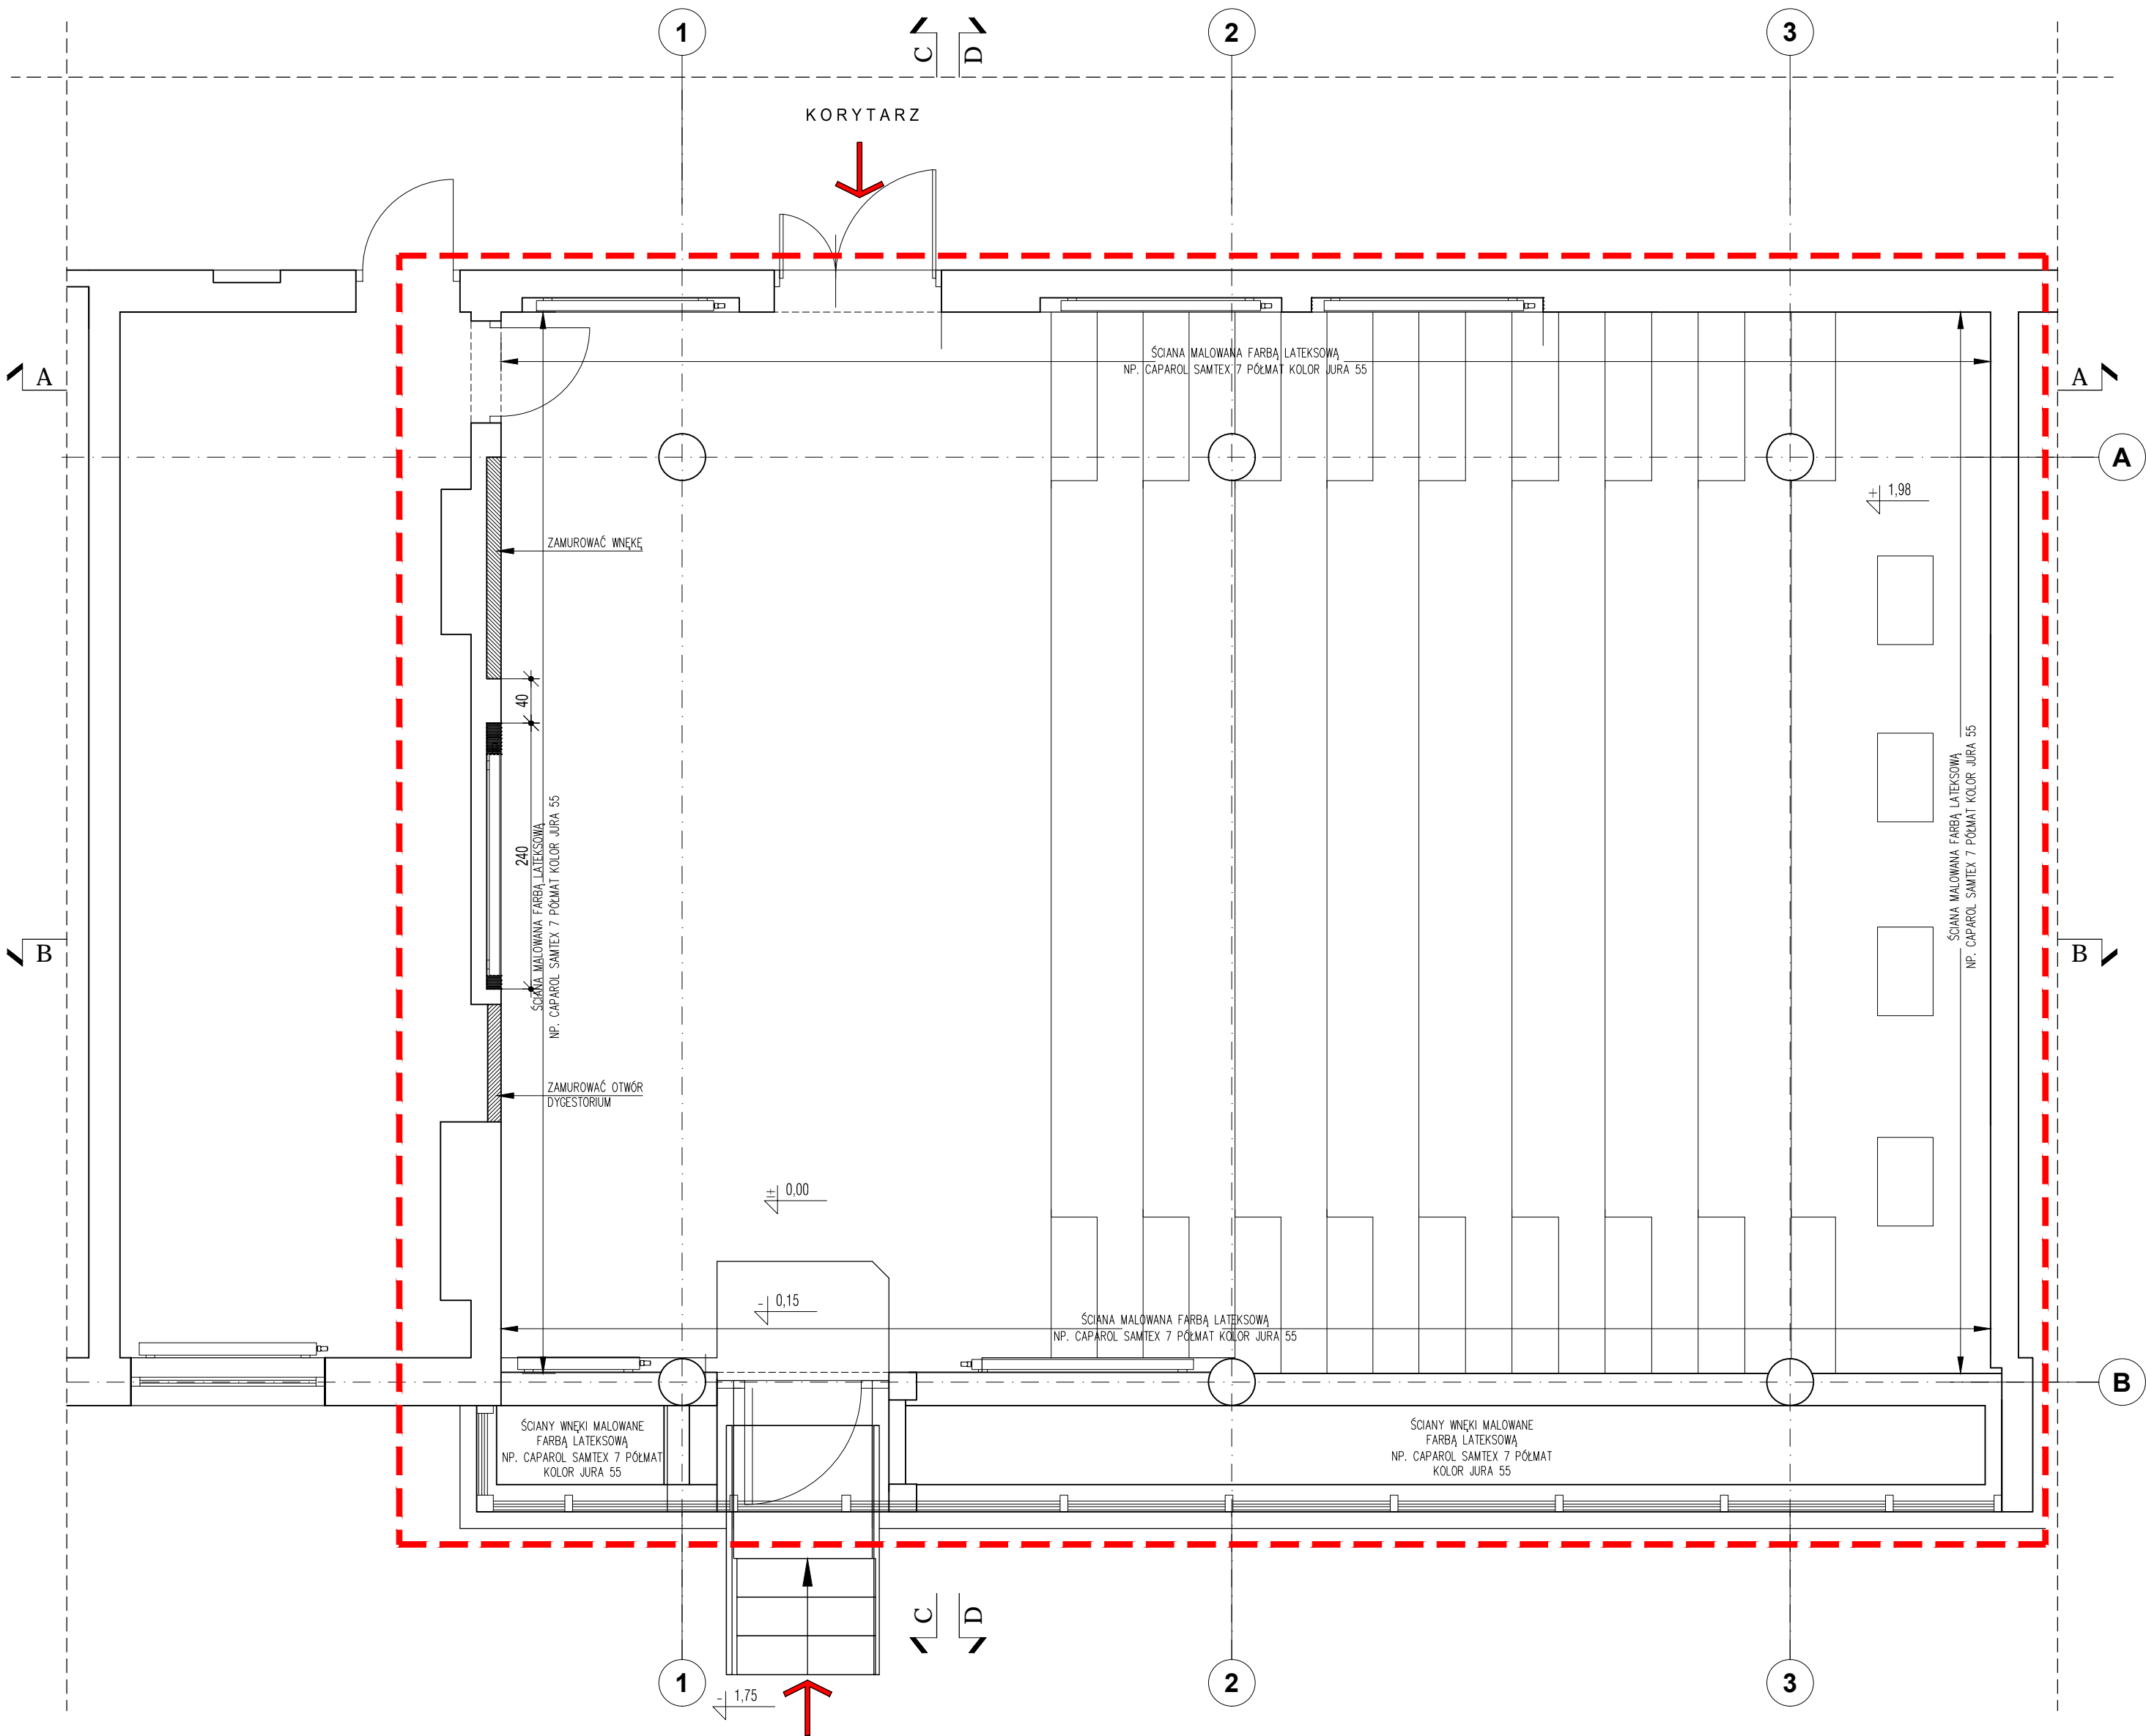 1
C
D
2
3
KORYTARZ
ŚCIANA MALOWANA FARBĄ LATEKSOWĄ
NP. CAPAROL SAMTEX 7 PÓŁMAT KOLOR JURA 55
A
A
A
± 1,98
ZAMUROWAĆ WNĘKĘ
40
240
ŚCIANA MALOWANA FARBĄ LATEKSOWĄ
NP. CAPAROL SAMTEX 7 PÓŁMAT KOLOR JURA 55
ŚCIANA MALOWANA FARBĄ LATEKSOWĄ
NP. CAPAROL SAMTEX 7 PÓŁMAT KOLOR JURA 55
B
B
ZAMUROWAĆ OTWÓR
DYGESTORIUM
± 0,00
- 0,15
ŚCIANA MALOWANA FARBĄ LATEKSOWĄ
NP. CAPAROL SAMTEX 7 PÓŁMAT KOLOR JURA 55
B
ŚCIANY WNĘKI MALOWANE
FARBĄ LATEKSOWĄ
NP. CAPAROL SAMTEX 7 PÓŁMAT
KOLOR JURA 55
ŚCIANY WNĘKI MALOWANE
FARBĄ LATEKSOWĄ
NP. CAPAROL SAMTEX 7 PÓŁMAT
KOLOR JURA 55
C
D
1
- 1,75
2
3